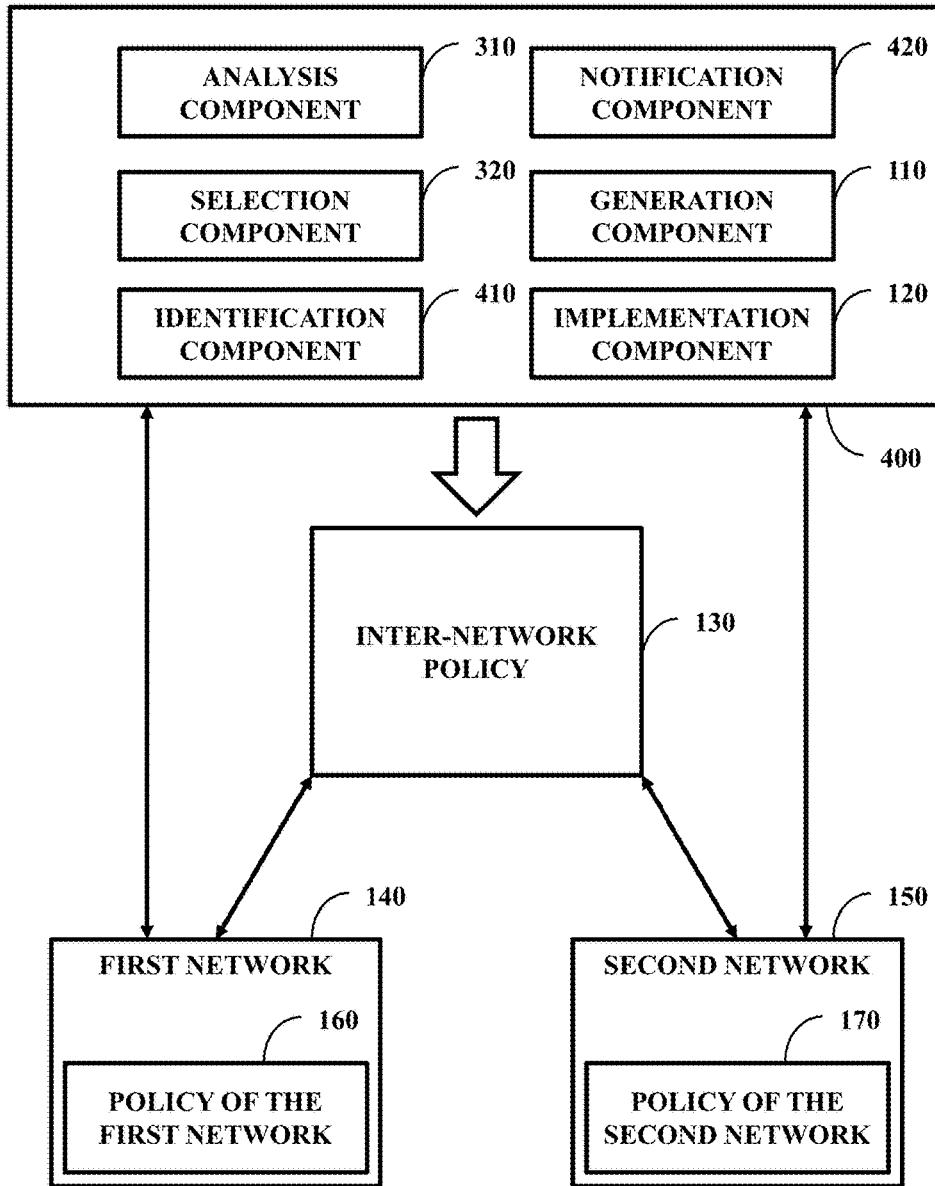 310
420
ANALYSIS
COMPONENT
NOTIFICATION
COMPONENT
320
110
SELECTION
COMPONENT
GENERATION
COMPONENT
410
120
IDENTIFICATION
COMPONENT
IMPLEMENTATION
COMPONENT
400
INTER-NETWORK
POLICY
130
140
150
FIRST NETWORK
SECOND NETWORK
160
170
POLICY OF THE
FIRST NETWORK
POLICY OF THE
SECOND NETWORK